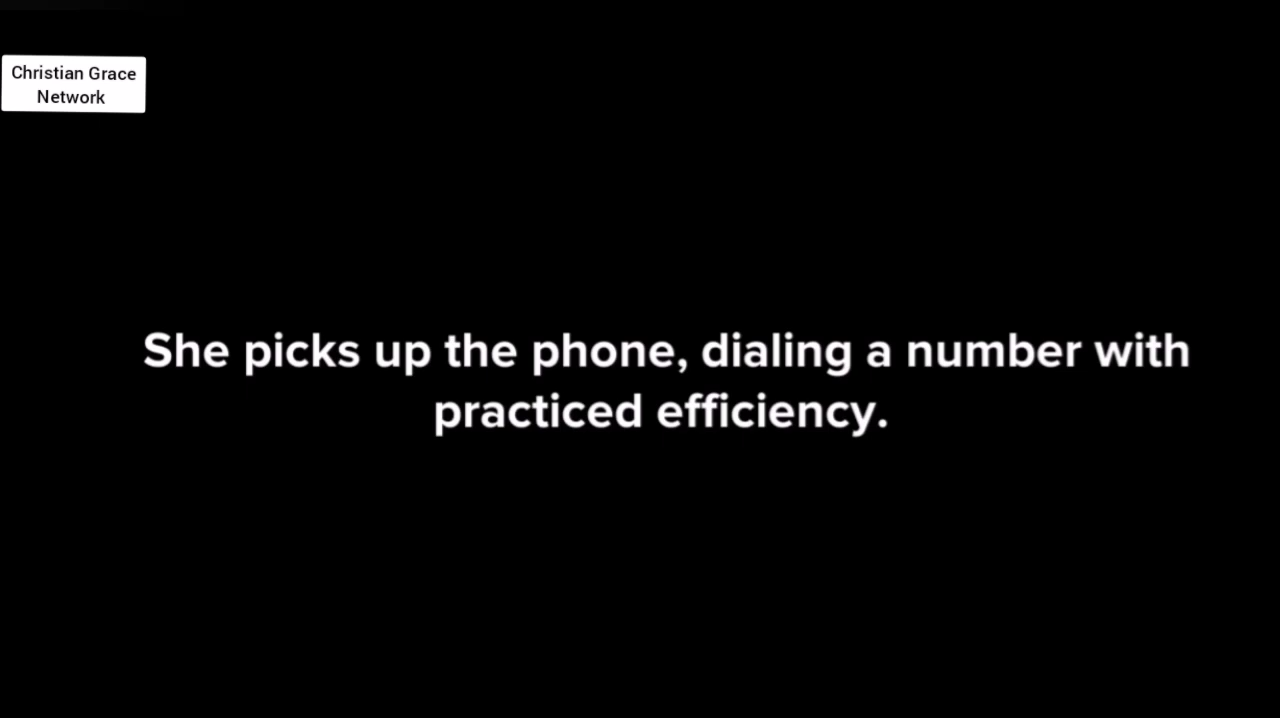 Christian Grace
Network
She picks up the phone, dialing a number with
practiced efficiency.